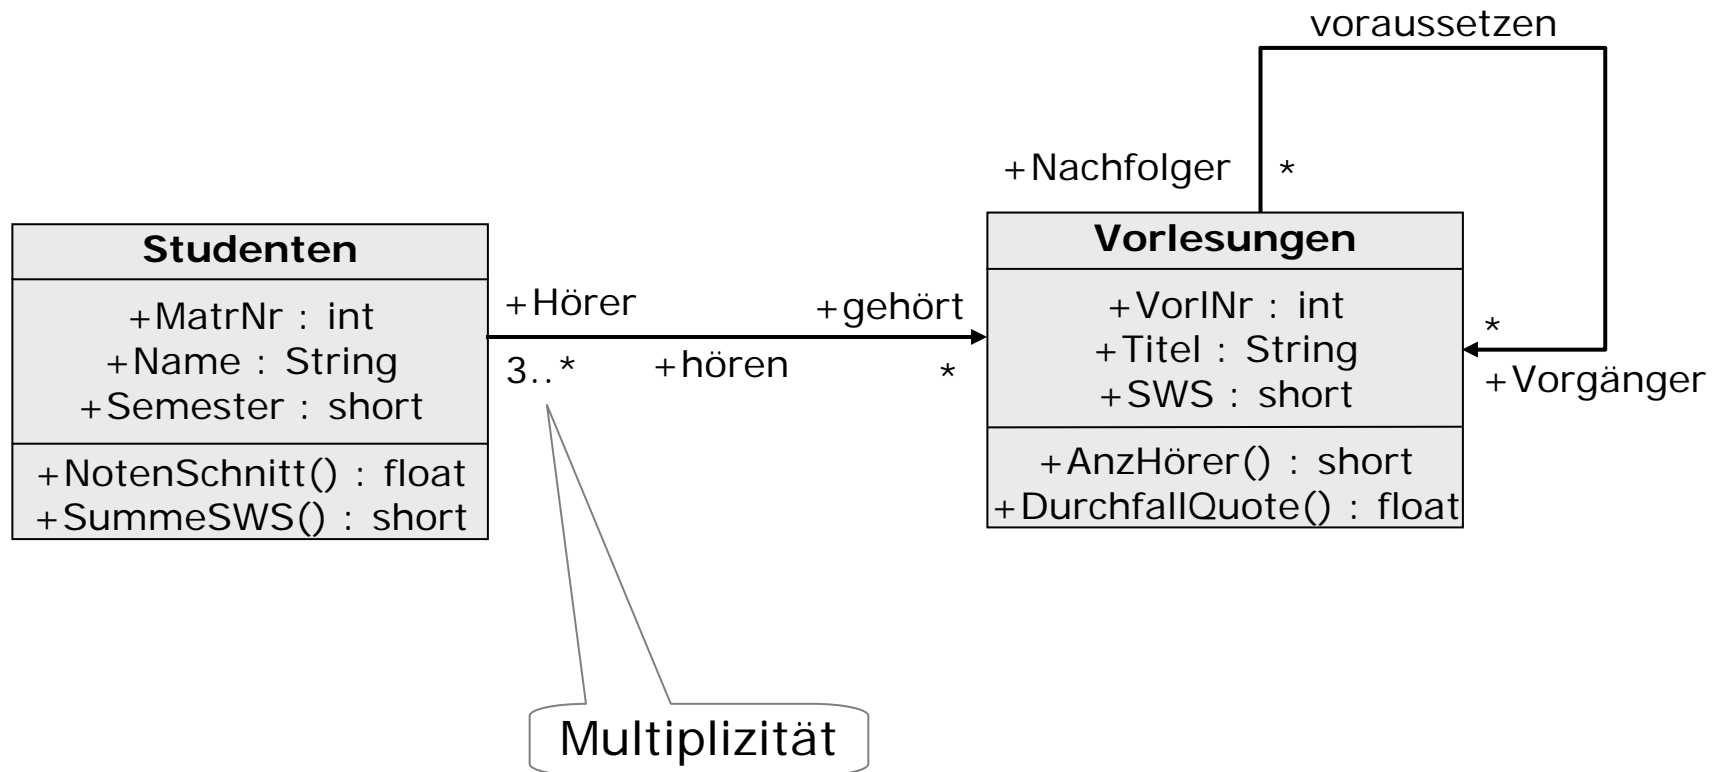 voraussetzen
+Nachfolger
*
Studenten
+MatrNr : int
+Name : String
+Semester : short
+NotenSchnitt() : float
+SummeSWS() : short
+Hörer
+gehört
3..*
+hören
*
Vorlesungen
+VorlNr : int
+Titel : String
+SWS : short
+AnzHörer() : short
+DurchfallQuote() : float
*
+Vorgänger
Multiplizität